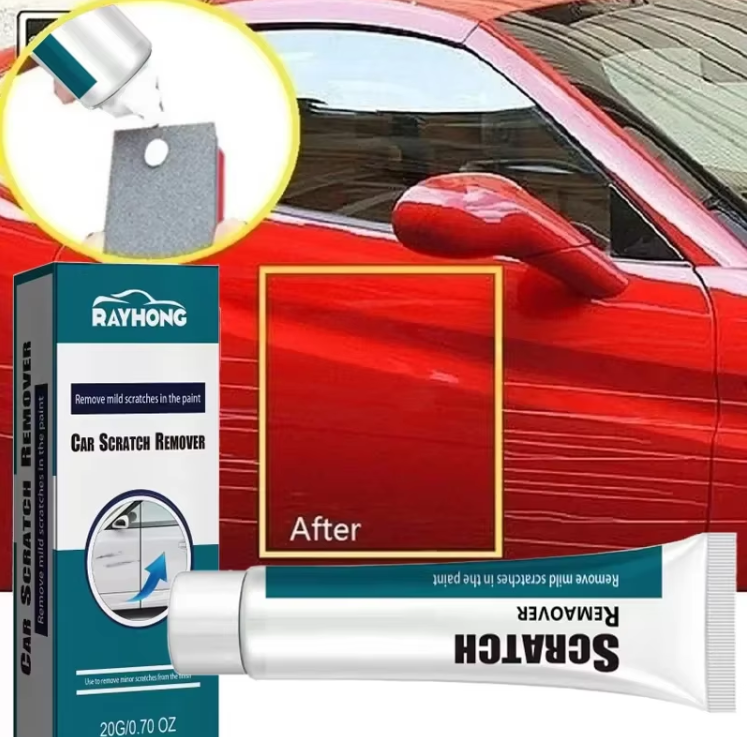 RAYHONG
Remove mild scratches in the paint
CAR SCRATCH REMOVER
Use to remove minor scratches from the
20G/0.70 OZ
CAR SCRATCH REMOVER
Remove mild scratches in the paint
After
SCRATCH
REMAOVER
Remove mild scratches in the paint